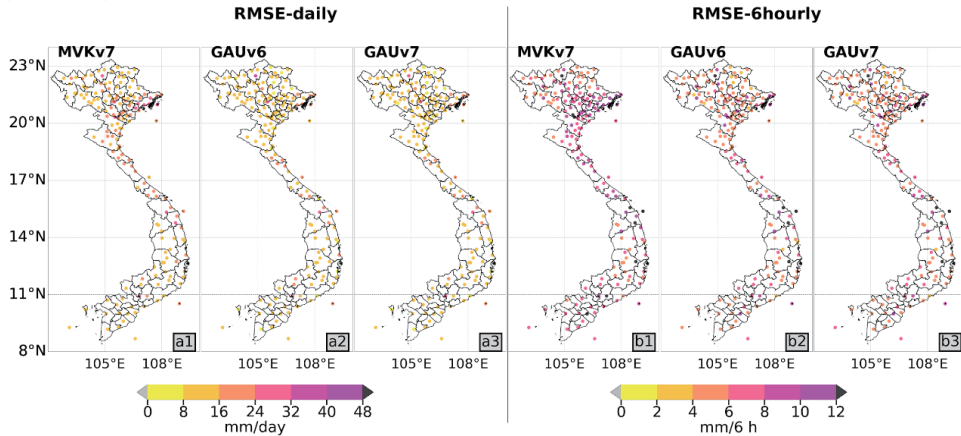 RMSE-daily
RMSE-6hourly
MVKv7 GAUv6 GAUv7 MVKv7 GAUv6 GAUv7
23°N
20°N
17°N
14°N
11°N
8°N
a1 a2 a3 b1 b2 b3
105°E 108°E 105°E 108°E 105°E 108°E 105°E 108°E 105°E 108°E 105°E 108°E
0 8 16 24 32 40 48
mm/day
0 2 4 6 8 10 12
mm/6 h